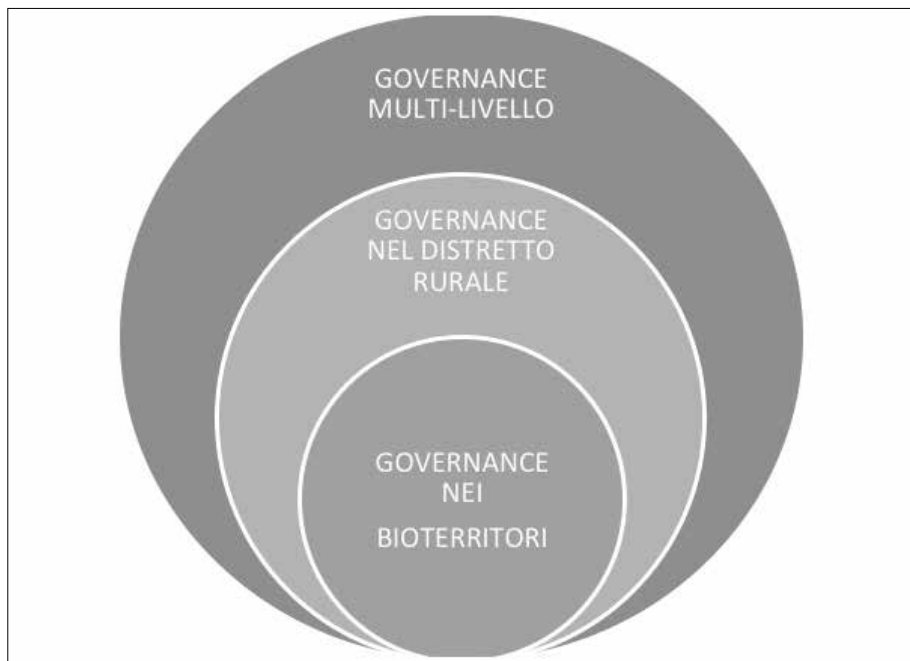 GOVERNANCE
MULTI-LIVELLO
GOVERNANCE
NEL DISTRETTO
RURALE
GOVERNANCE
NEI
BIOTERRITORI